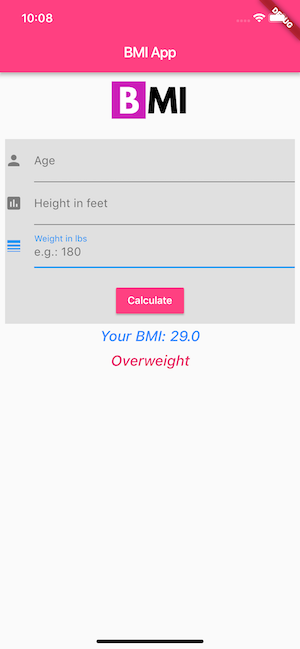 10:08
DEBUG
BMI App
BMI
Age
Height in feet
Weight in lbs
e.g.: 180
Calculate
Your BMI: 29.0
Overweight